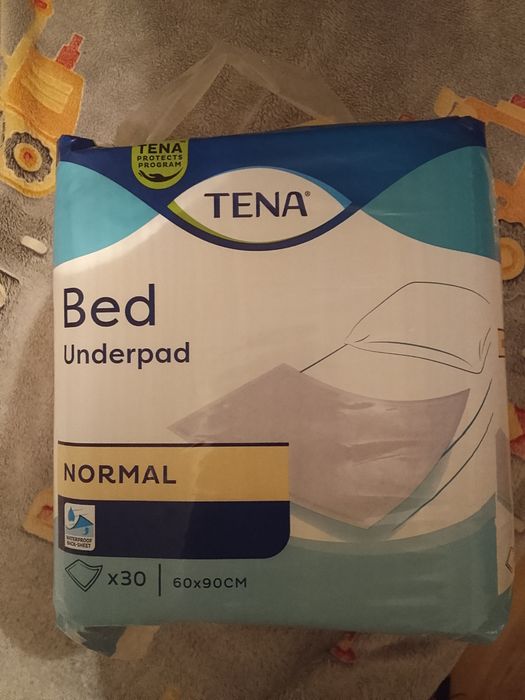 TENA
PROTECTS
PROGRAM
TENA®
Bed
Underpad
NORMAL
WATERPROOF
BACK-SHEET
x30 | 60x90CM